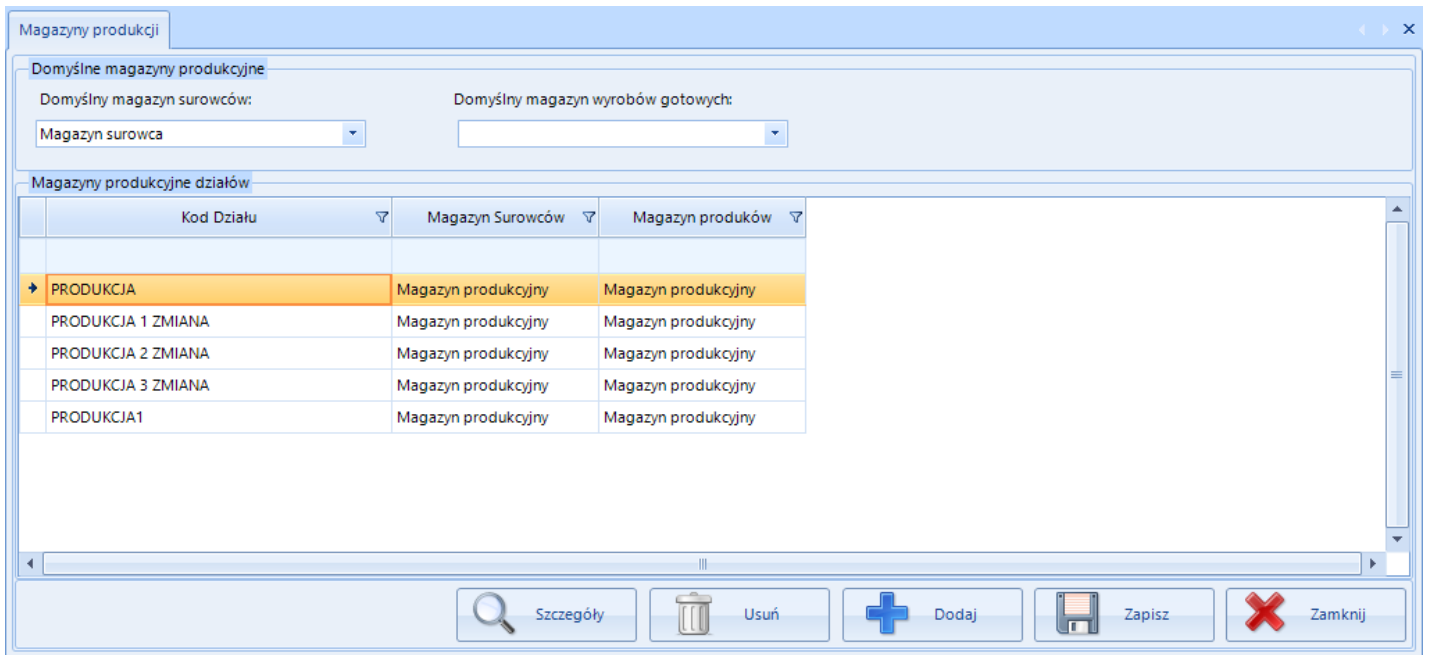 Magazyny produkcji
Domyślne magazyny produkcyjne
Domyślny magazyn surowców: Domyślny magazyn wyrobów gotowych:
Magazyn surowca
Magazyny produkcyjne działów
Kod Działu Magazyn Surowców Magazyn produków
PRODUKCJA Magazyn produkcyjny Magazyn produkcyjny
PRODUKCJA 1 ZMIANA Magazyn produkcyjny Magazyn produkcyjny
PRODUKCJA 2 ZMIANA Magazyn produkcyjny Magazyn produkcyjny
PRODUKCJA 3 ZMIANA Magazyn produkcyjny Magazyn produkcyjny
PRODUKCJA1 Magazyn produkcyjny Magazyn produkcyjny
Szczegóły Usuń Dodaj Zapisz Zamknij